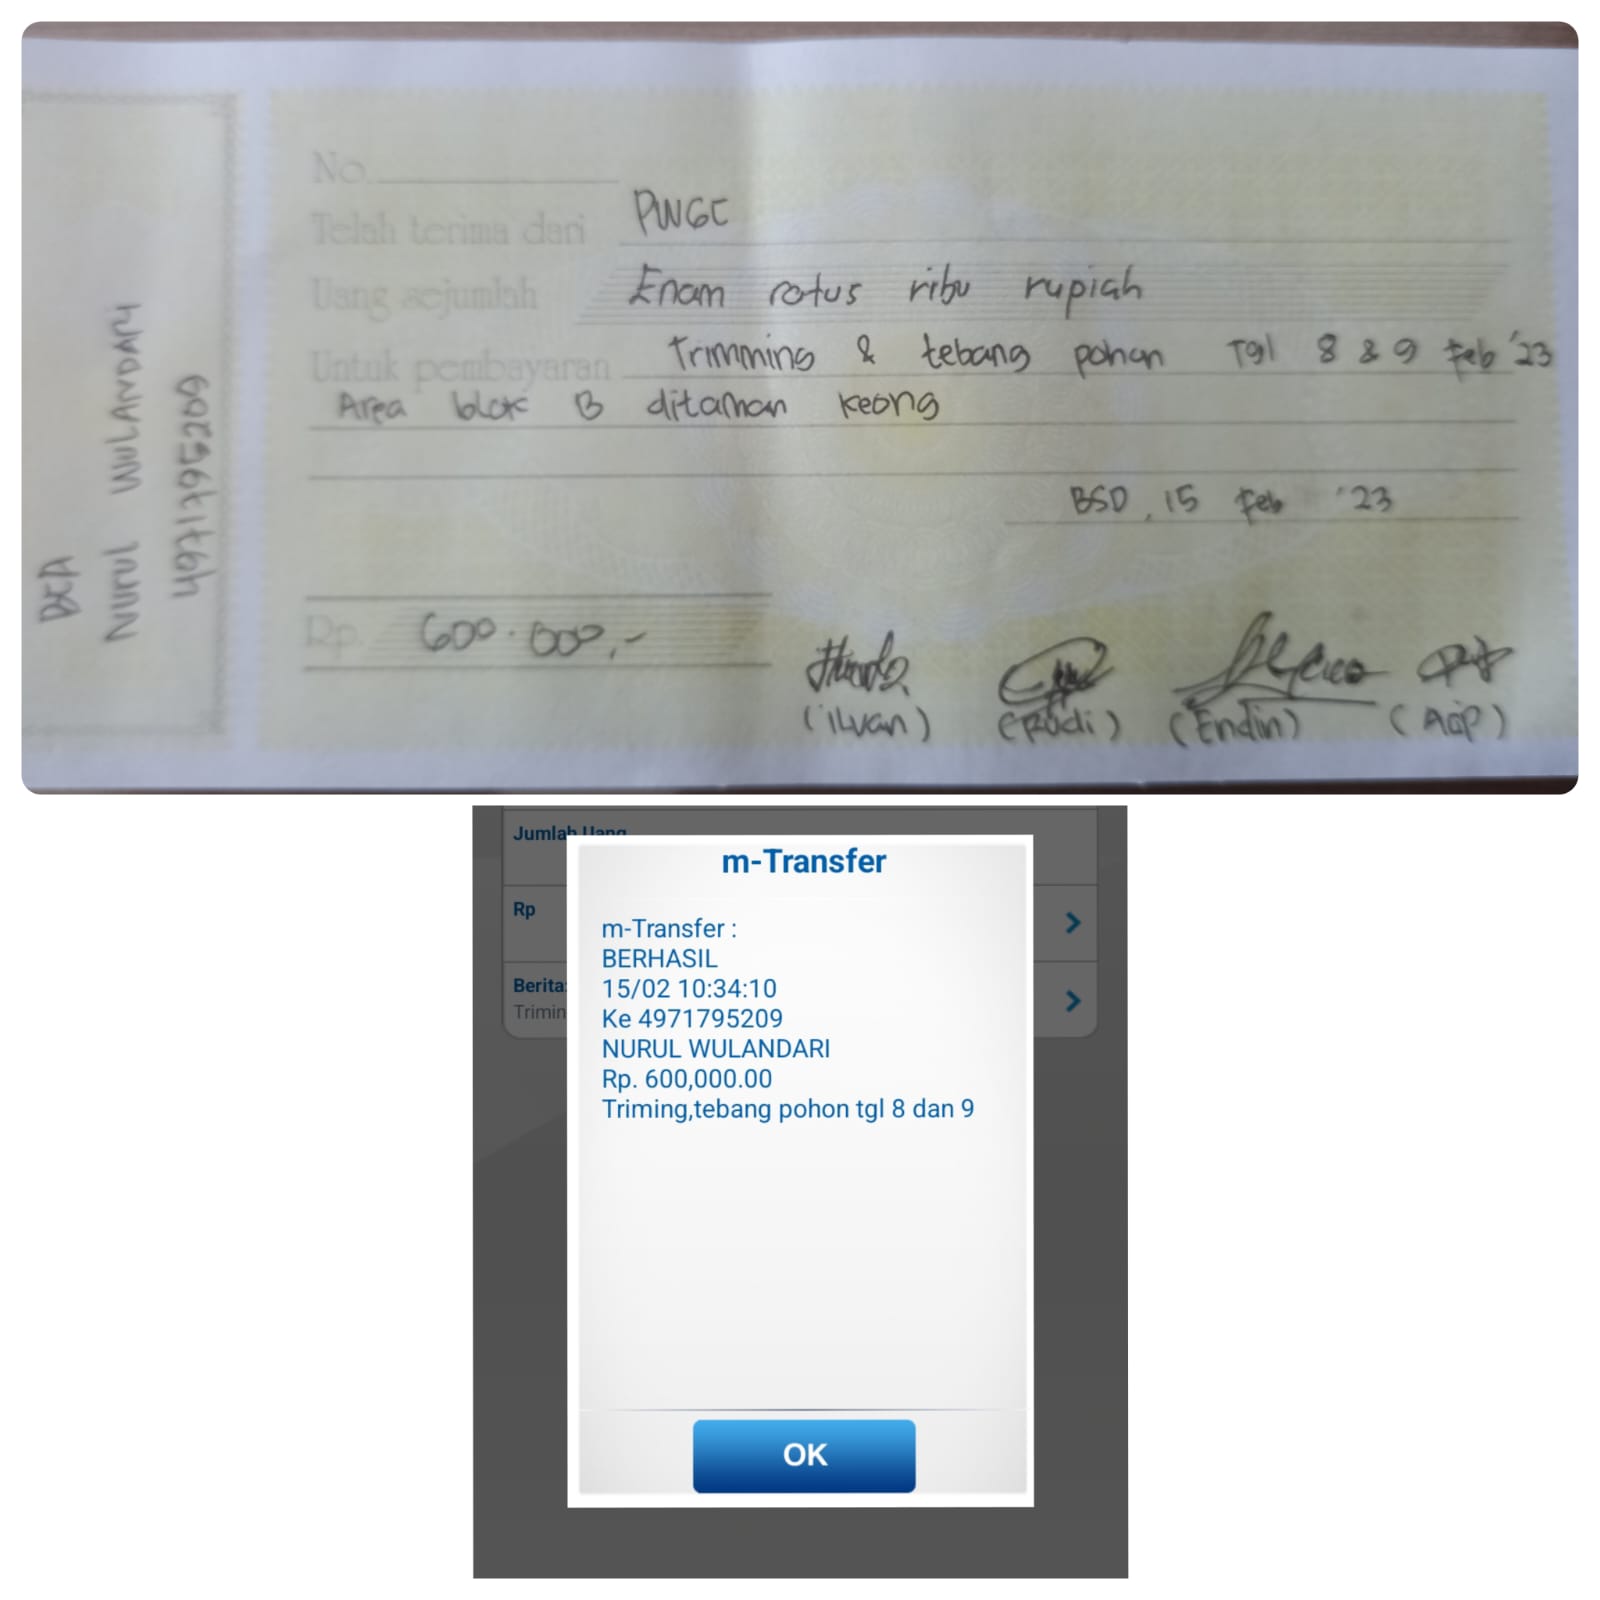 BCA
NURUL WULANDARI
4971795209
No.
Telah terima dari PWGC
Uang sejumlah Enam ratus ribu rupiah
Untuk pembayaran Trimming & tebang pohon Tgl 8 & 9 Feb '23
Area blok B ditaman keong
BSD, 15 Feb '23
Rp. 600.000,-
(Iwan) (Rudi) (Endin) (Acip)
Jumlah Uang
Rp
Berita:
Trimin
m-Transfer
m-Transfer :
BERHASIL
15/02 10:34:10
Ke 4971795209
NURUL WULANDARI
Rp. 600,000.00
Triming,tebang pohon tgl 8 dan 9
OK